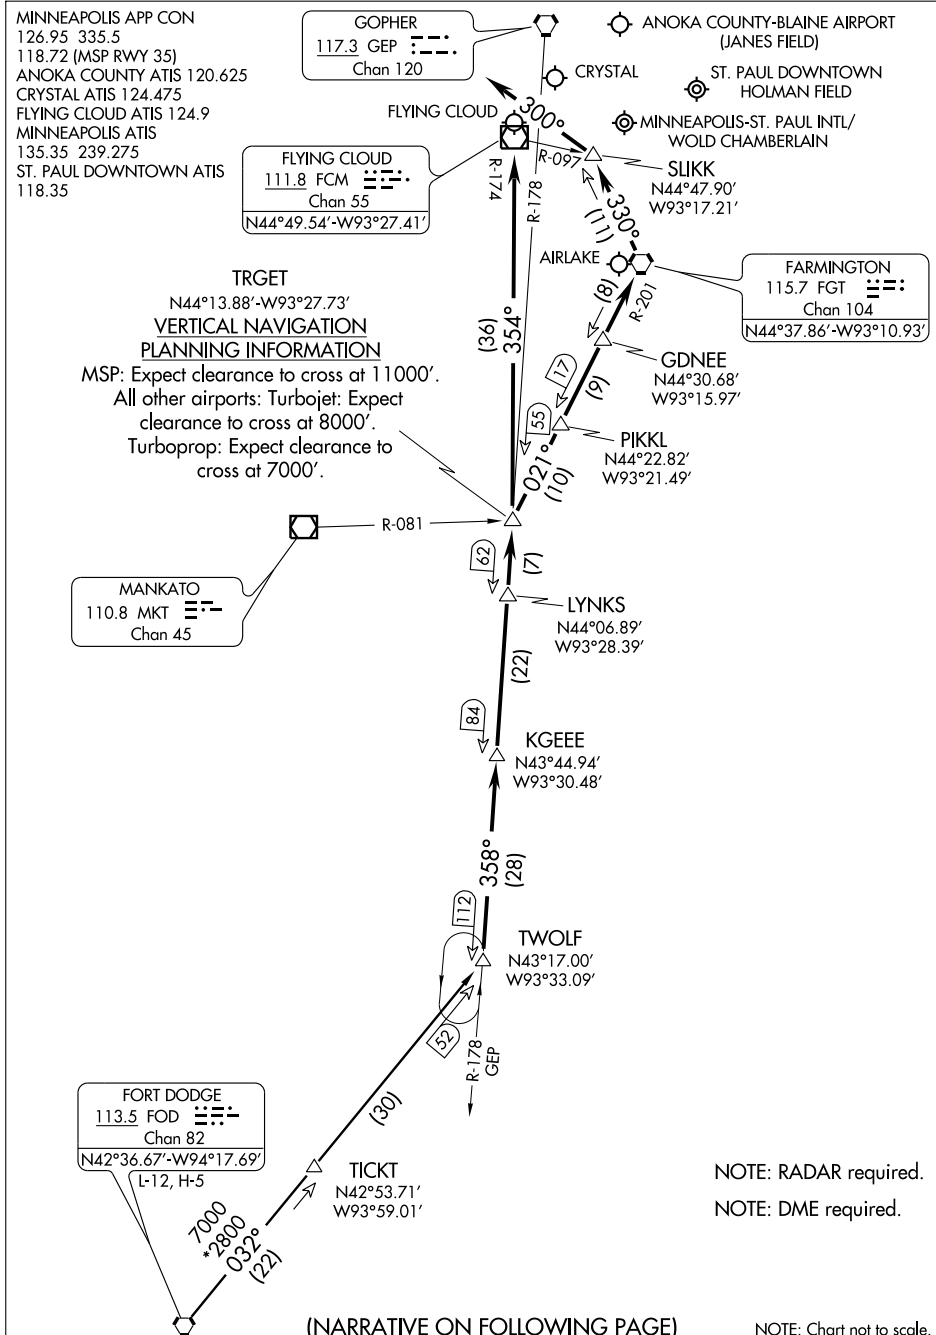 MINNEAPOLIS APP CON
126.95 335.5
118.72 (MSP RWY 35)
ANOKA COUNTY ATIS 120.625
CRYSTAL ATIS 124.475
FLYING CLOUD ATIS 124.9
MINNEAPOLIS ATIS
135.35 239.275
ST. PAUL DOWNTOWN ATIS
118.35
GOPHER
117.3 GEP
Chan 120
ANOKA COUNTY-BLAINE AIRPORT
(JANES FIELD)
CRYSTAL
ST. PAUL DOWNTOWN
HOLMAN FIELD
FLYING CLOUD
MINNEAPOLIS-ST. PAUL INTL/
WOLD CHAMBERLAIN
300°
FLYING CLOUD
111.8 FCM
Chan 55
N44°49.54'-W93°27.41'
R-174
R-178
R-097
SLIKK
N44°47.90'
W93°17.21'
330°
(11)
AIRLAKE
FARMINGTON
115.7 FGT
Chan 104
N44°37.86'-W93°10.93'
TRGET
N44°13.88'-W93°27.73'
VERTICAL NAVIGATION
PLANNING INFORMATION
MSP: Expect clearance to cross at 11000'.
All other airports: Turbojet: Expect
clearance to cross at 8000'.
Turboprop: Expect clearance to
cross at 7000'.
354°
(36)
(8)
R-201
GDNEE
N44°30.68'
W93°15.97'
17
(9)
55
PIKKL
N44°22.82'
W93°21.49'
021°
(10)
R-081
MANKATO
110.8 MKT
Chan 45
62
(7)
LYNKS
N44°06.89'
W93°28.39'
(22)
84
KGEEE
N43°44.94'
W93°30.48'
358°
(28)
112
TWOLF
N43°17.00'
W93°33.09'
52
R-178
GEP
(30)
FORT DODGE
113.5 FOD
Chan 82
N42°36.67'-W94°17.69'
L-12, H-5
TICKT
N42°53.71'
W93°59.01'
7000
*2800
032°
(22)
NOTE: RADAR required.
NOTE: DME required.
(NARRATIVE ON FOLLOWING PAGE)
NOTE: Chart not to scale.